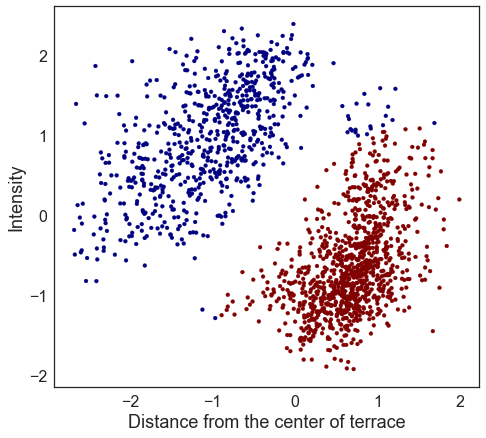 2
1
0
−1
−2
Intensity
−2 −1 0 1 2
Distance from the center of terrace